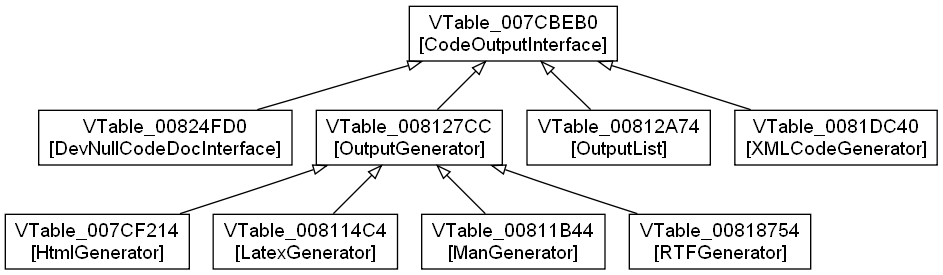 VTable_007CBEB0
[CodeOutputInterface]
VTable_00824FD0
[DevNullCodeDocInterface]
VTable_008127CC
[OutputGenerator]
VTable_00812A74
[OutputList]
VTable_0081DC40
[XMLCodeGenerator]
VTable_007CF214
[HtmlGenerator]
VTable_008114C4
[LatexGenerator]
VTable_00811B44
[ManGenerator]
VTable_00818754
[RTFGenerator]